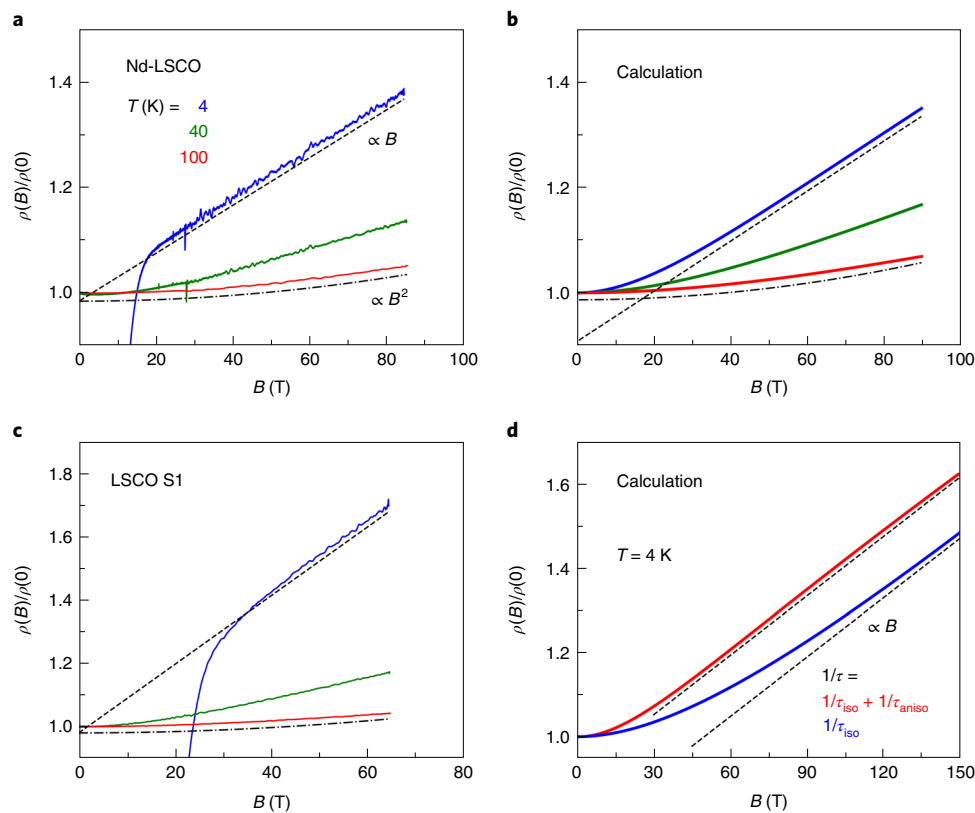 a
Nd-LSCO
T (K) = 4
40
100
∝ B
∝ B²
ρ(B)/ρ(0)
1.4
1.2
1.0
0 20 40 60 80 100
B (T)
b
Calculation
ρ(B)/ρ(0)
1.4
1.2
1.0
0 20 40 60 80 100
B (T)
c
LSCO S1
ρ(B)/ρ(0)
1.8
1.6
1.4
1.2
1.0
0 20 40 60 80
B (T)
d
Calculation
T = 4 K
∝ B
1/τ =
1/τiso + 1/τaniso
1/τiso
ρ(B)/ρ(0)
1.6
1.4
1.2
1.0
0 30 60 90 120 150
B (T)